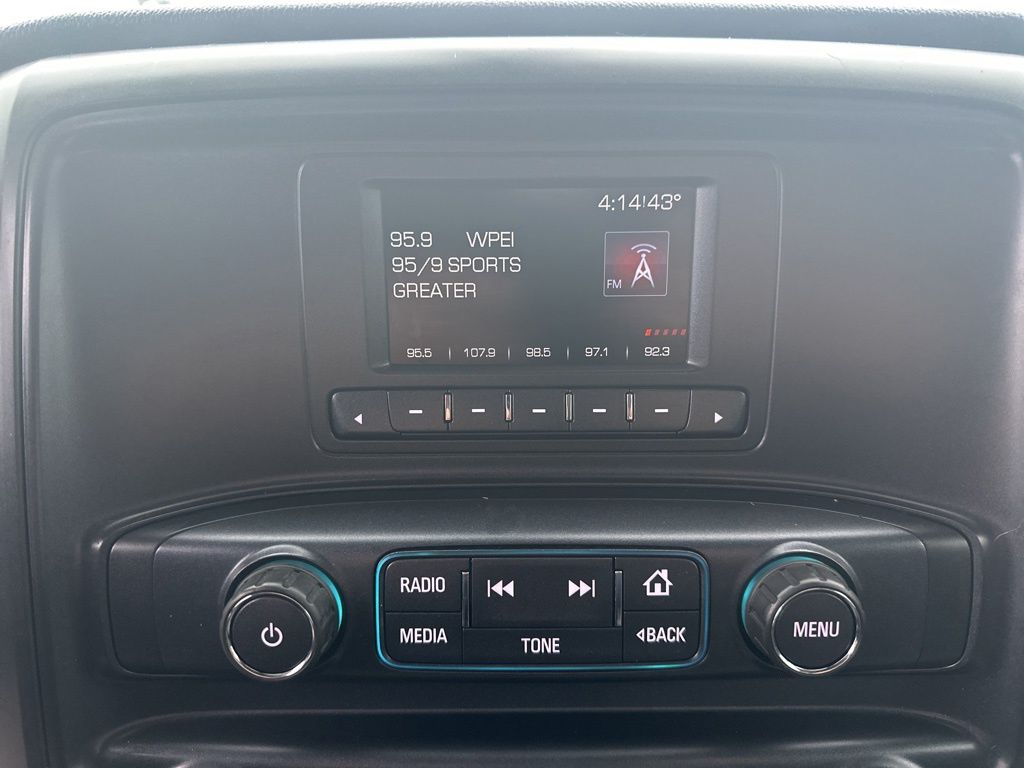 4:14 43°
95.9 WPEI
95/9 SPORTS
GREATER
FM
95.5 107.9 98.5 97.1 92.3
RADIO
MEDIA
TONE
BACK
MENU